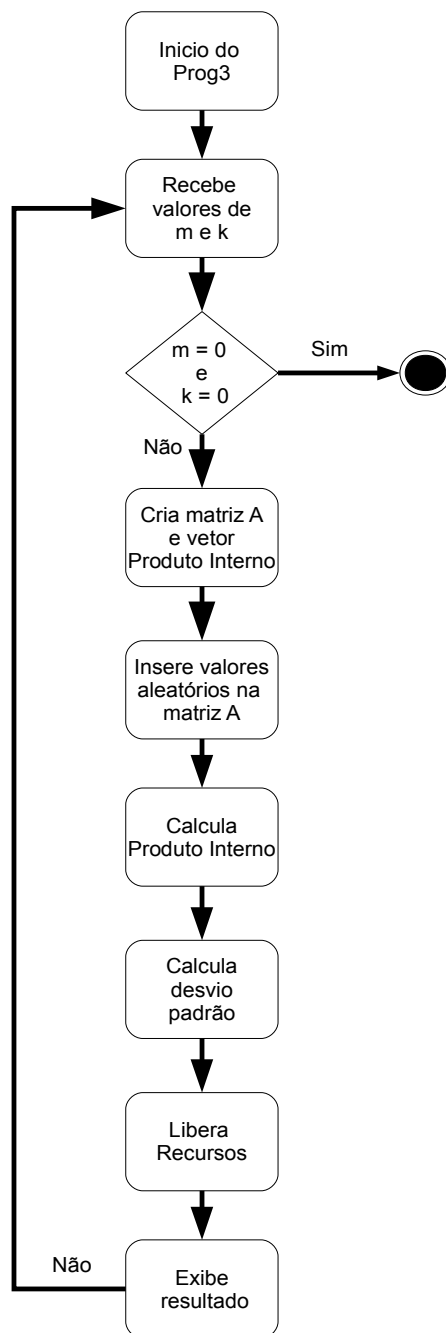 Inicio do
Prog3
Recebe
valores de
m e k
m = 0
e
k = 0
Sim
Não
Cria matriz A
e vetor
Produto Interno
Insere valores
aleatórios na
matriz A
Calcula
Produto Interno
Calcula
desvio
padrão
Libera
Recursos
Não
Exibe
resultado